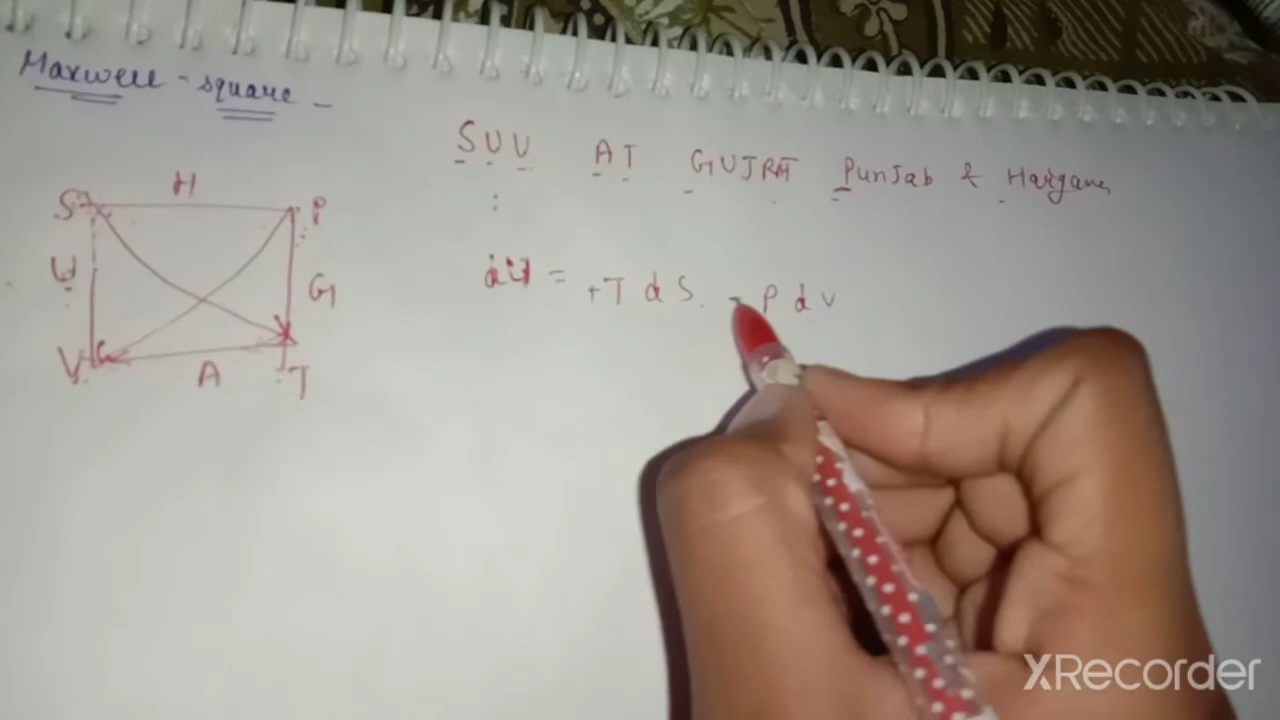 Maxwell - square -
SUV AT GUJRAT Punjab & Haryana
H
S P
U G
V A T
dU = +T dS - P dV
XRecorder